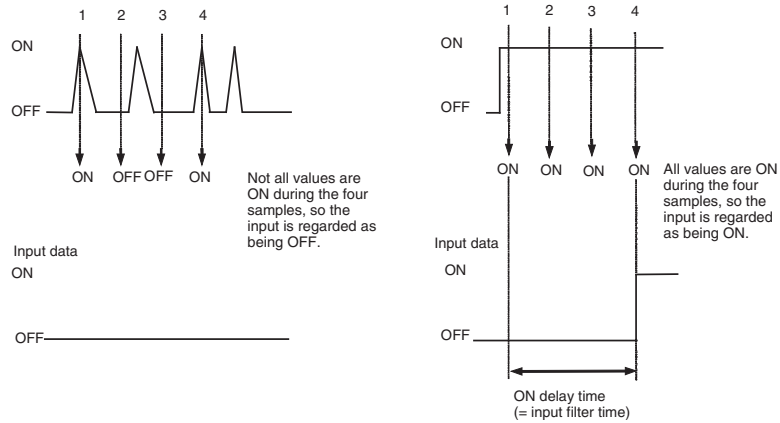 1 2 3 4
ON
OFF
ON OFF OFF ON
Not all values are
ON during the four
samples, so the
input is regarded as
being OFF.
Input data
ON
OFF
1 2 3 4
ON
OFF
ON ON ON ON
All values are ON
during the four
samples, so the
input is regarded
as being ON.
Input data
ON
OFF
ON delay time
(= input filter time)